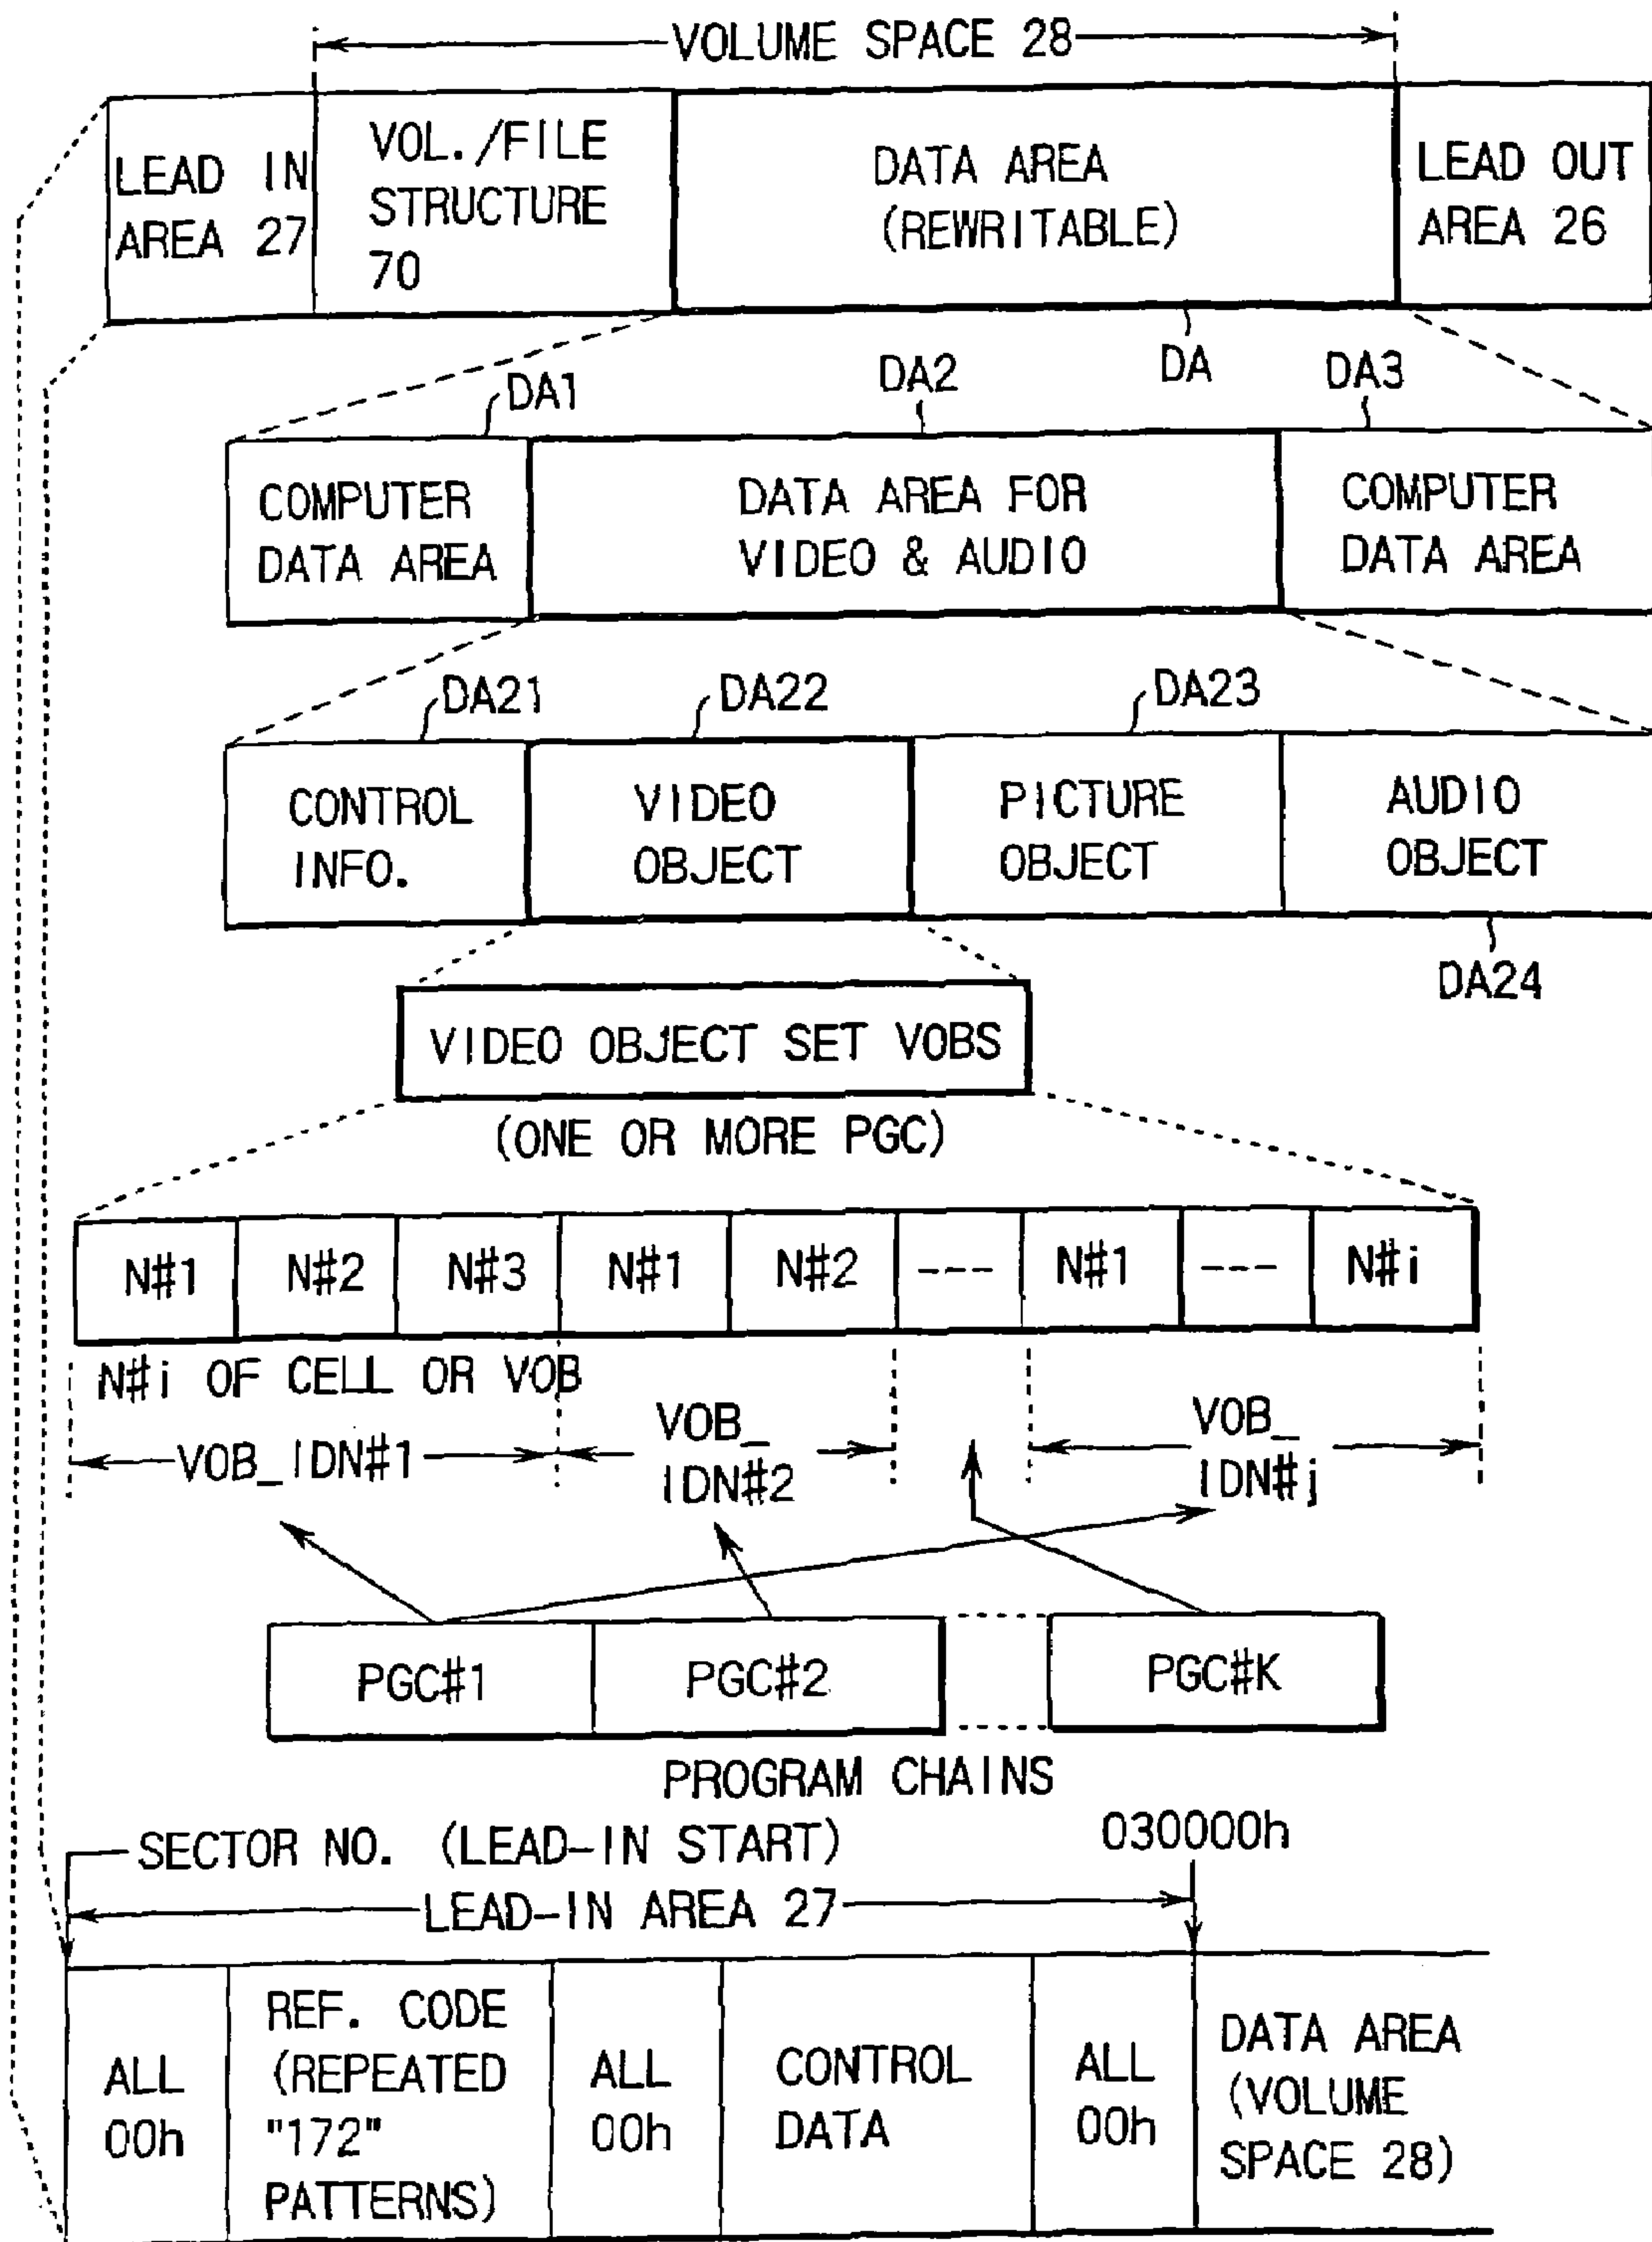 VOLUME SPACE 28
LEAD IN
AREA 27
VOL./FILE
STRUCTURE
70
DATA AREA
(REWRITABLE)
LEAD OUT
AREA 26
DA1
DA2
DA
DA3
COMPUTER
DATA AREA
DATA AREA FOR
VIDEO & AUDIO
COMPUTER
DATA AREA
DA21
DA22
DA23
CONTROL
INFO.
VIDEO
OBJECT
PICTURE
OBJECT
AUDIO
OBJECT
DA24
VIDEO OBJECT SET VOBS
(ONE OR MORE PGC)
N#1
N#2
N#3
N#1
N#2
---
N#1
---
N#i
N#i OF CELL OR VOB
VOB_IDN#1
VOB_
IDN#2
VOB_
IDN#j
PGC#1
PGC#2
PGC#K
PROGRAM CHAINS
SECTOR NO. (LEAD-IN START)
030000h
LEAD-IN AREA 27
ALL
00h
REF. CODE
(REPEATED
"172"
PATTERNS)
ALL
00h
CONTROL
DATA
ALL
00h
DATA AREA
(VOLUME
SPACE 28)